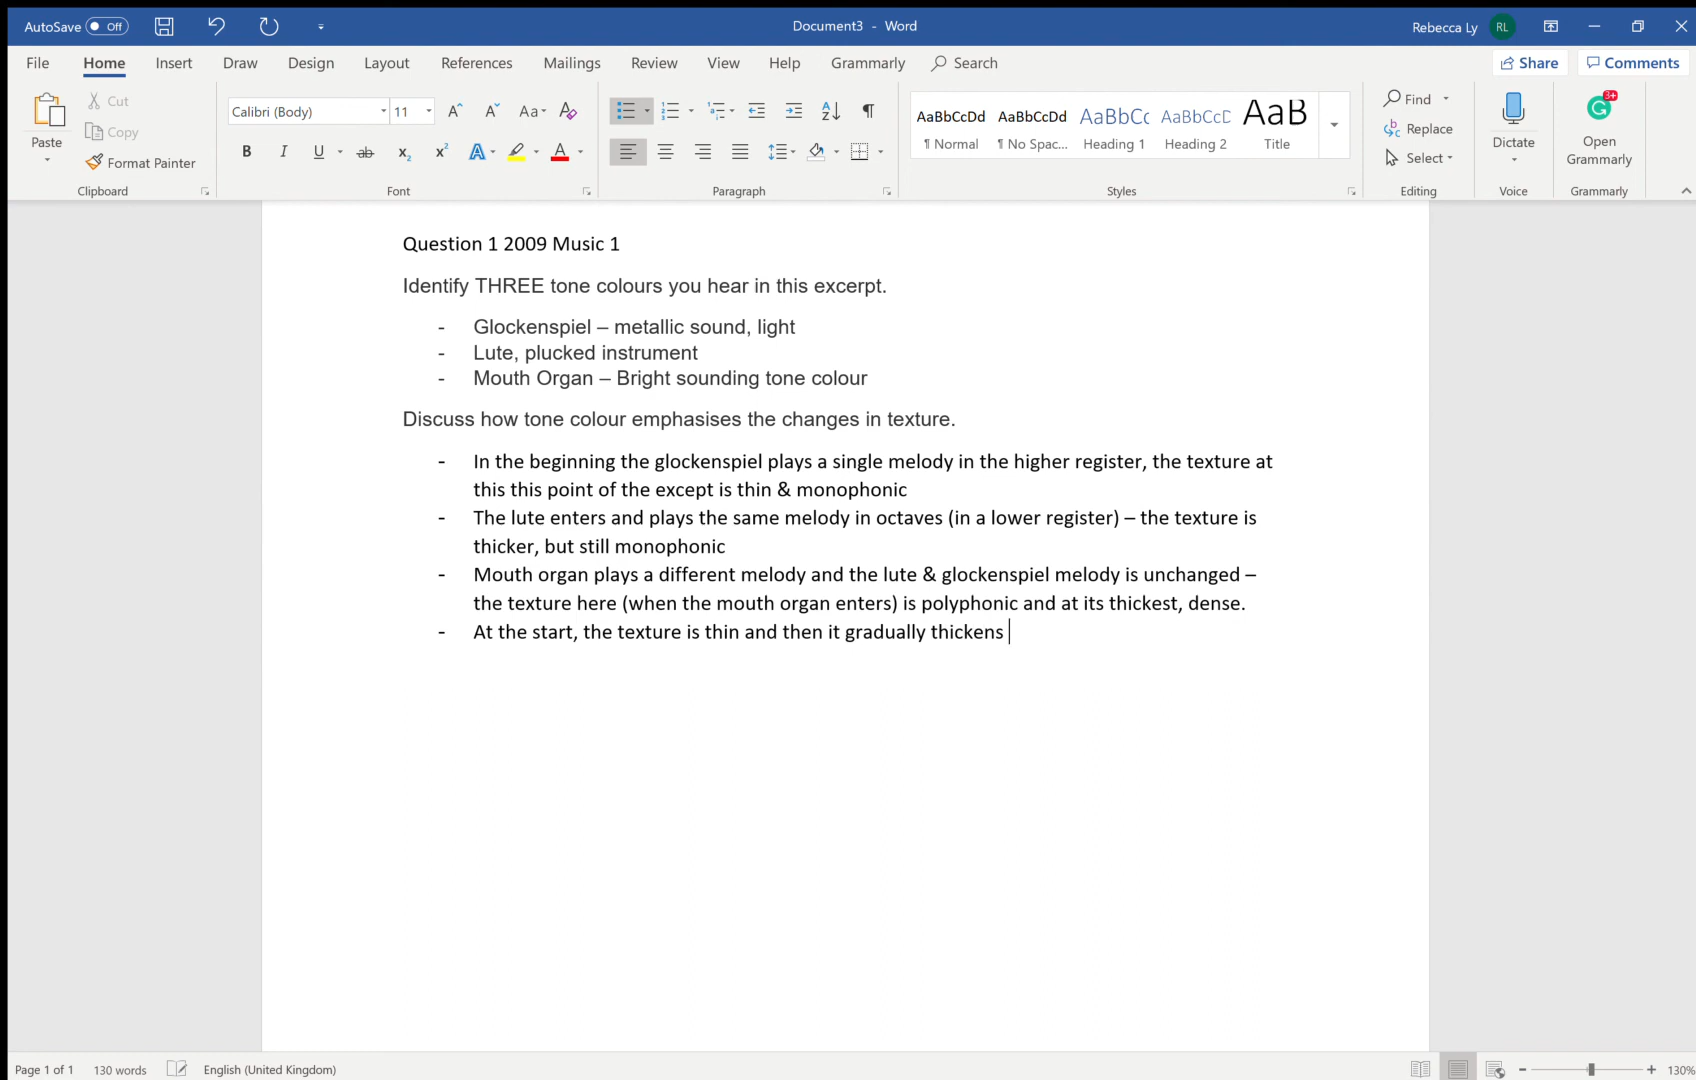 AutoSave Off Document3 - Word Rebecca Ly RL
File Home Insert Draw Design Layout References Mailings Review View Help Grammarly Search Share Comments
Paste
Cut
Copy
Format Painter
Clipboard
Calibri (Body) 11
Font
Paragraph
AaBbCcDd AaBbCcDd AaBbCc AaBbCcD AaB
¶ Normal ¶ No Spac... Heading 1 Heading 2 Title
Styles
Find
Replace
Select
Editing
Dictate
Voice
Open
Grammarly
Grammarly
Question 1 2009 Music 1
Identify THREE tone colours you hear in this excerpt.
- Glockenspiel – metallic sound, light
- Lute, plucked instrument
- Mouth Organ – Bright sounding tone colour
Discuss how tone colour emphasises the changes in texture.
- In the beginning the glockenspiel plays a single melody in the higher register, the texture at
this this point of the except is thin & monophonic
- The lute enters and plays the same melody in octaves (in a lower register) – the texture is
thicker, but still monophonic
- Mouth organ plays a different melody and the lute & glockenspiel melody is unchanged –
the texture here (when the mouth organ enters) is polyphonic and at its thickest, dense.
- At the start, the texture is thin and then it gradually thickens
Page 1 of 1 130 words English (United Kingdom) 130%